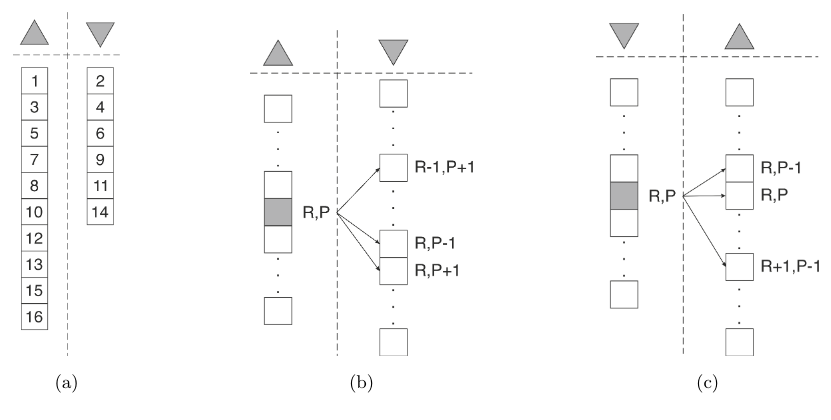 1 2
3 4
5 6
7 9
8 11
10 14
12
13
15
16
(a)
R-1,P+1
R,P
R,P-1
R,P+1
(b)
R,P-1
R,P R,P
R+1,P-1
(c)